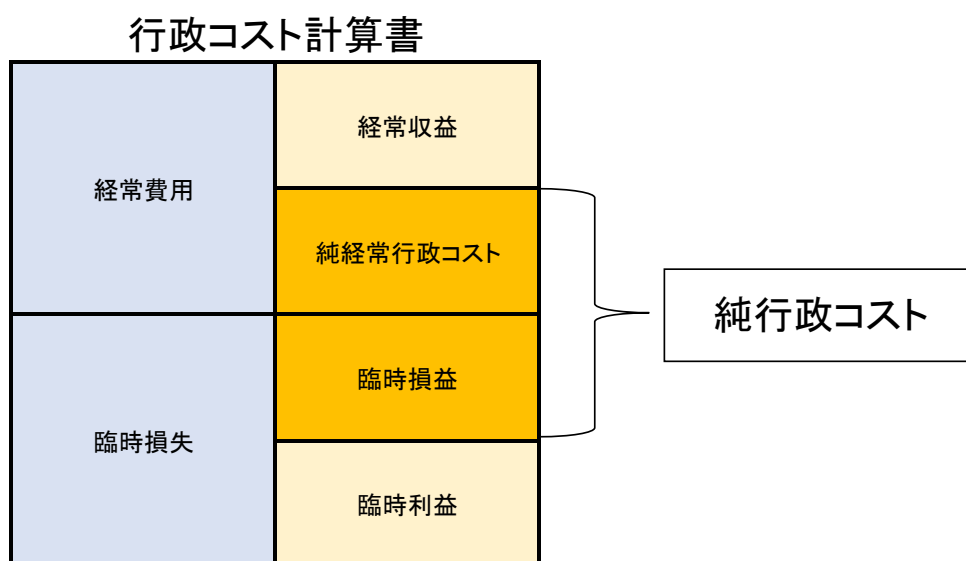 行政コスト計算書
経常費用
経常収益
純経常行政コスト
臨時損失
臨時損益
臨時利益
純行政コスト